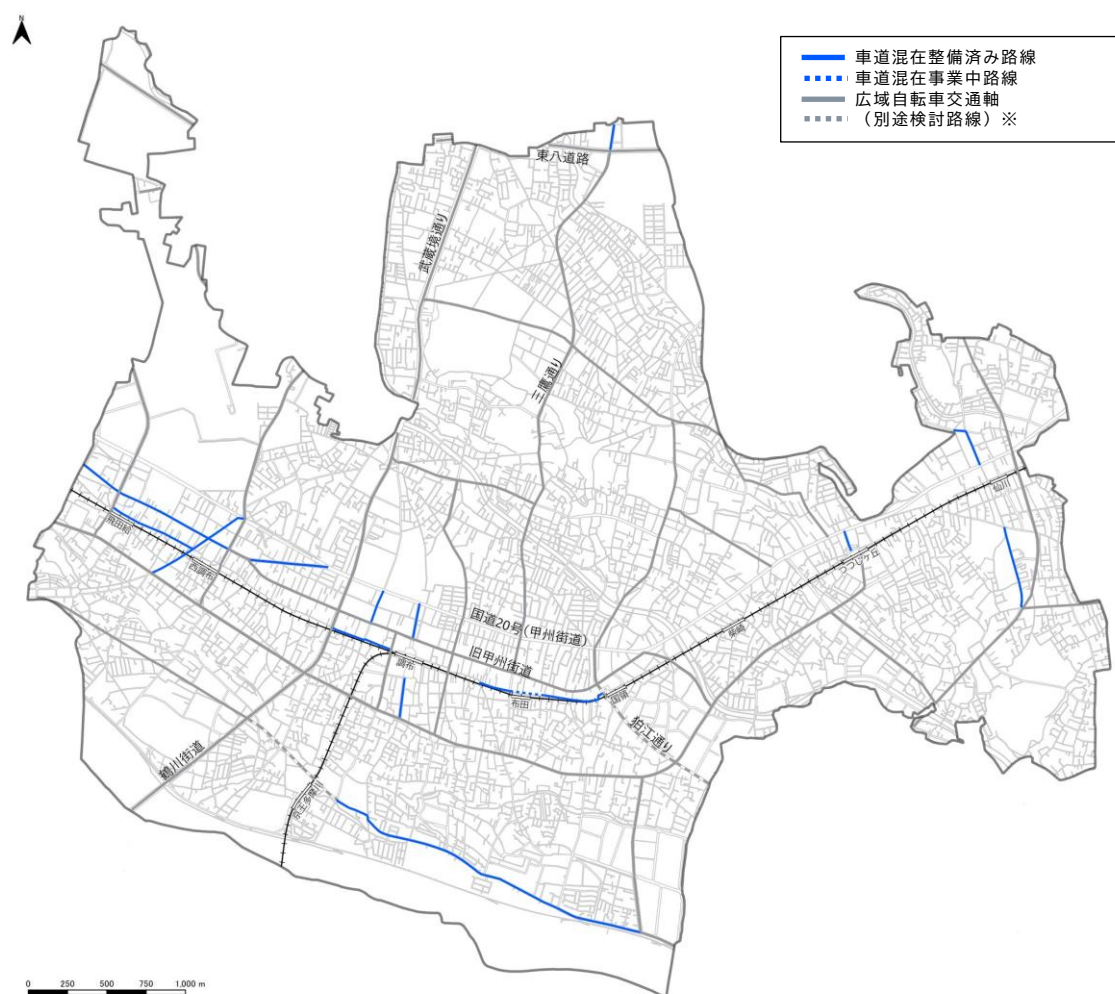 N
車道混在整備済み路線
車道混在事業中路線
広域自転車交通軸
(別途検討路線)※
東八道路
武蔵境通り
三鷹通り
仙川
つつじヶ丘
柴崎
飛田給
西調布
国道20号(甲州街道)
旧甲州街道
調布
布田
国領
狛江通り
鶴川街道
京王多摩川
0 250 500 750 1,000 m